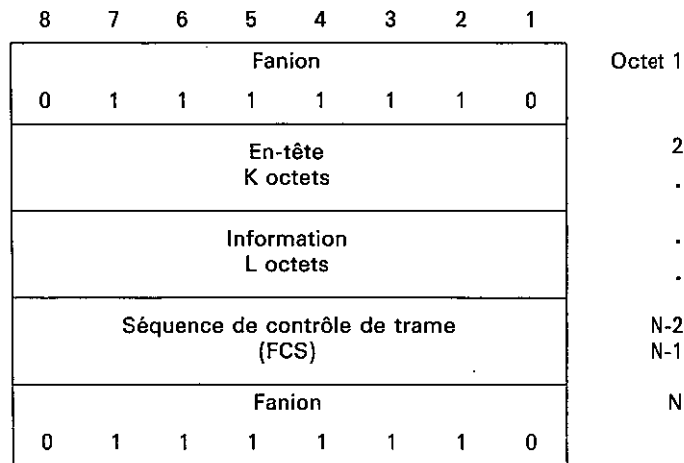 8 7 6 5 4 3 2 1
Fanion Octet 1
0 1 1 1 1 1 1 0
En-tête 2
K octets .
Information .
L octets .
Séquence de contrôle de trame N-2
(FCS) N-1
Fanion N
0 1 1 1 1 1 1 0